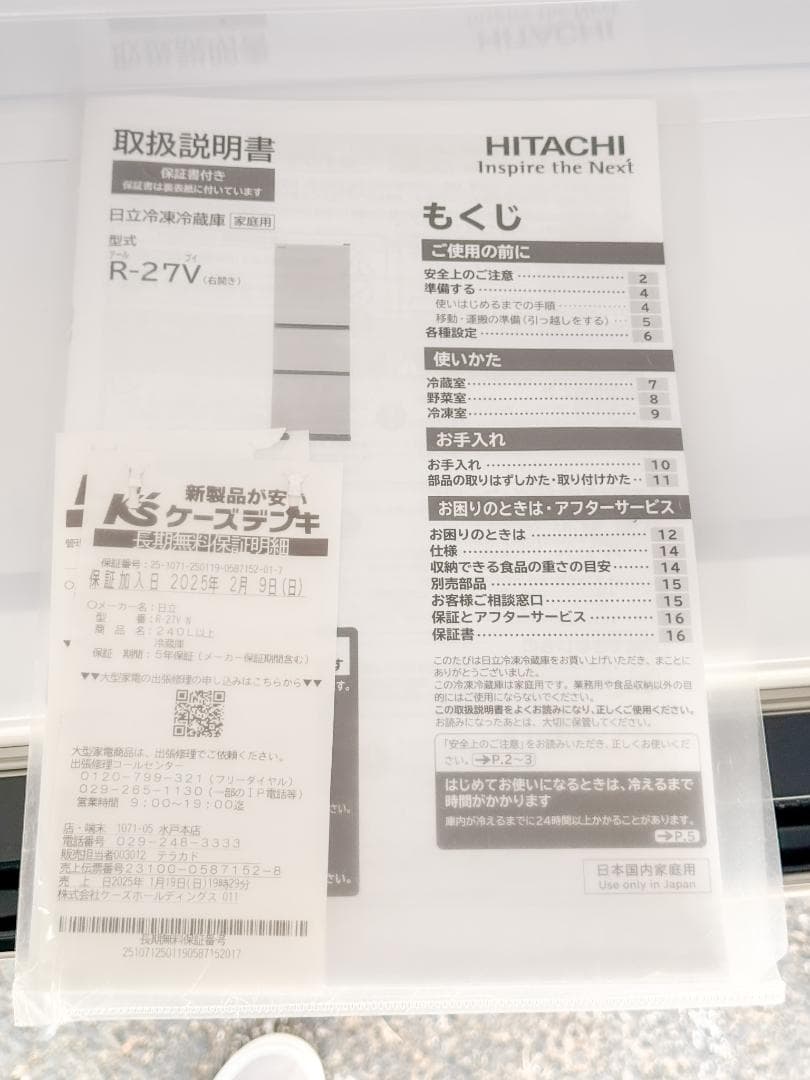 取扱説明書
保証書付き
保証書は裏表紙に付いています
日立冷凍冷蔵庫 家庭用
型式
アール ブイ
R-27V（右開き）
HITACHI
Inspire the Next
もくじ
ご使用の前に
安全上のご注意 2
準備する 4
使いはじめるまでの手順 4
移動・運搬の準備（引っ越しをする） 5
各種設定 6
使いかた
冷蔵室 7
野菜室 8
冷凍室 9
お手入れ
お手入れ 10
部品の取りはずしかた・取り付けかた 11
お困りのときは・アフターサービス
お困りのときは 12
仕様 14
収納できる食品の重さの目安 14
別売部品 15
お客様ご相談窓口 15
保証とアフターサービス 16
保証書 16
このたびは日立冷凍冷蔵庫をお買い上げいただき、まことに
ありがとうございました。
この冷凍冷蔵庫は家庭用です。業務用や食品収納以外の目
的にはご使用にならないでください。
この取扱説明書をよくお読みになり、正しくご使用ください。
お読みになったあとは、大切に保管してください。
「安全上のご注意」をお読みいただき、正しくお使いくだ
さい。➡P.2～3
はじめてお使いになるときは、冷えるまで
時間がかかります
庫内が冷えるまでに24時間以上かかることがあります。
➡P.5
日本国内家庭用
Use only in Japan
新製品が安い
K's ケーズデンキ
長期無料保証明細
保証番号：25-1071-250119-0587152-01-7
保証加入日 2025年 2月 9日(日)
○メーカー名：日立
型 番：R-27V N
商 品 名：240L以上
冷蔵庫
保証 期間：5年保証（メーカー保証期間含む）
▼▼大型家電の出張修理の申し込みはこちらから▼▼
大型家電商品は、出張修理でご依頼ください。
出張修理コールセンター
0120-799-321（フリーダイヤル）
029-265-1130（一部のIP電話等）
営業時間 9：00～19：00迄
店・端末 1071-05 水戸本店
電話番号 029-248-3333
販売担当者003012 テラカド
売上伝票番号23100-0587152-8
売 上 日2025年 1月19日(日)19時29分
株式会社ケーズホールディングス 011
長期無料保証番号
2510712501190587152017